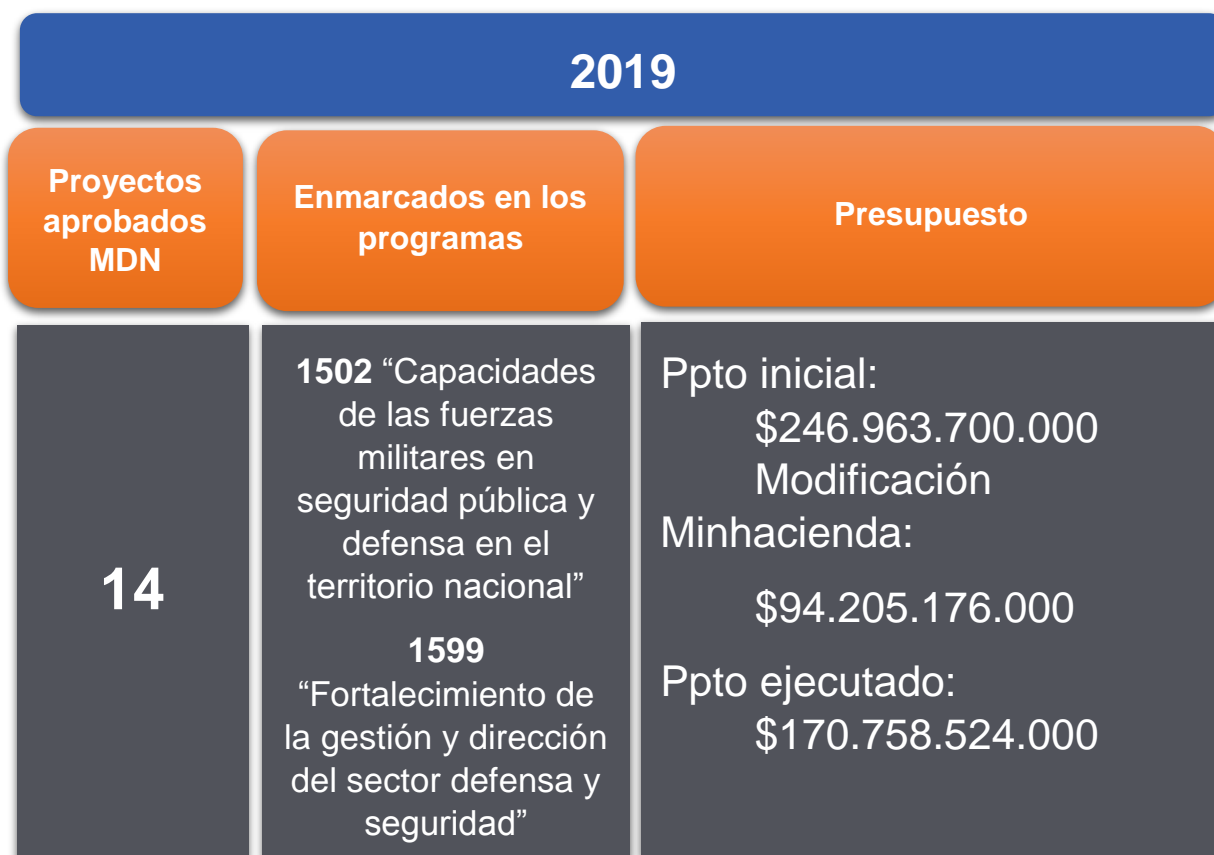 2019
Proyectos
aprobados
MDN
Enmarcados en los
programas
Presupuesto
14
1502 “Capacidades
de las fuerzas
militares en
seguridad pública y
defensa en el
territorio nacional”
1599
“Fortalecimiento de
la gestión y dirección
del sector defensa y
seguridad”
Ppto inicial:
$246.963.700.000
Modificación
Minhacienda:
$94.205.176.000
Ppto ejecutado:
$170.758.524.000